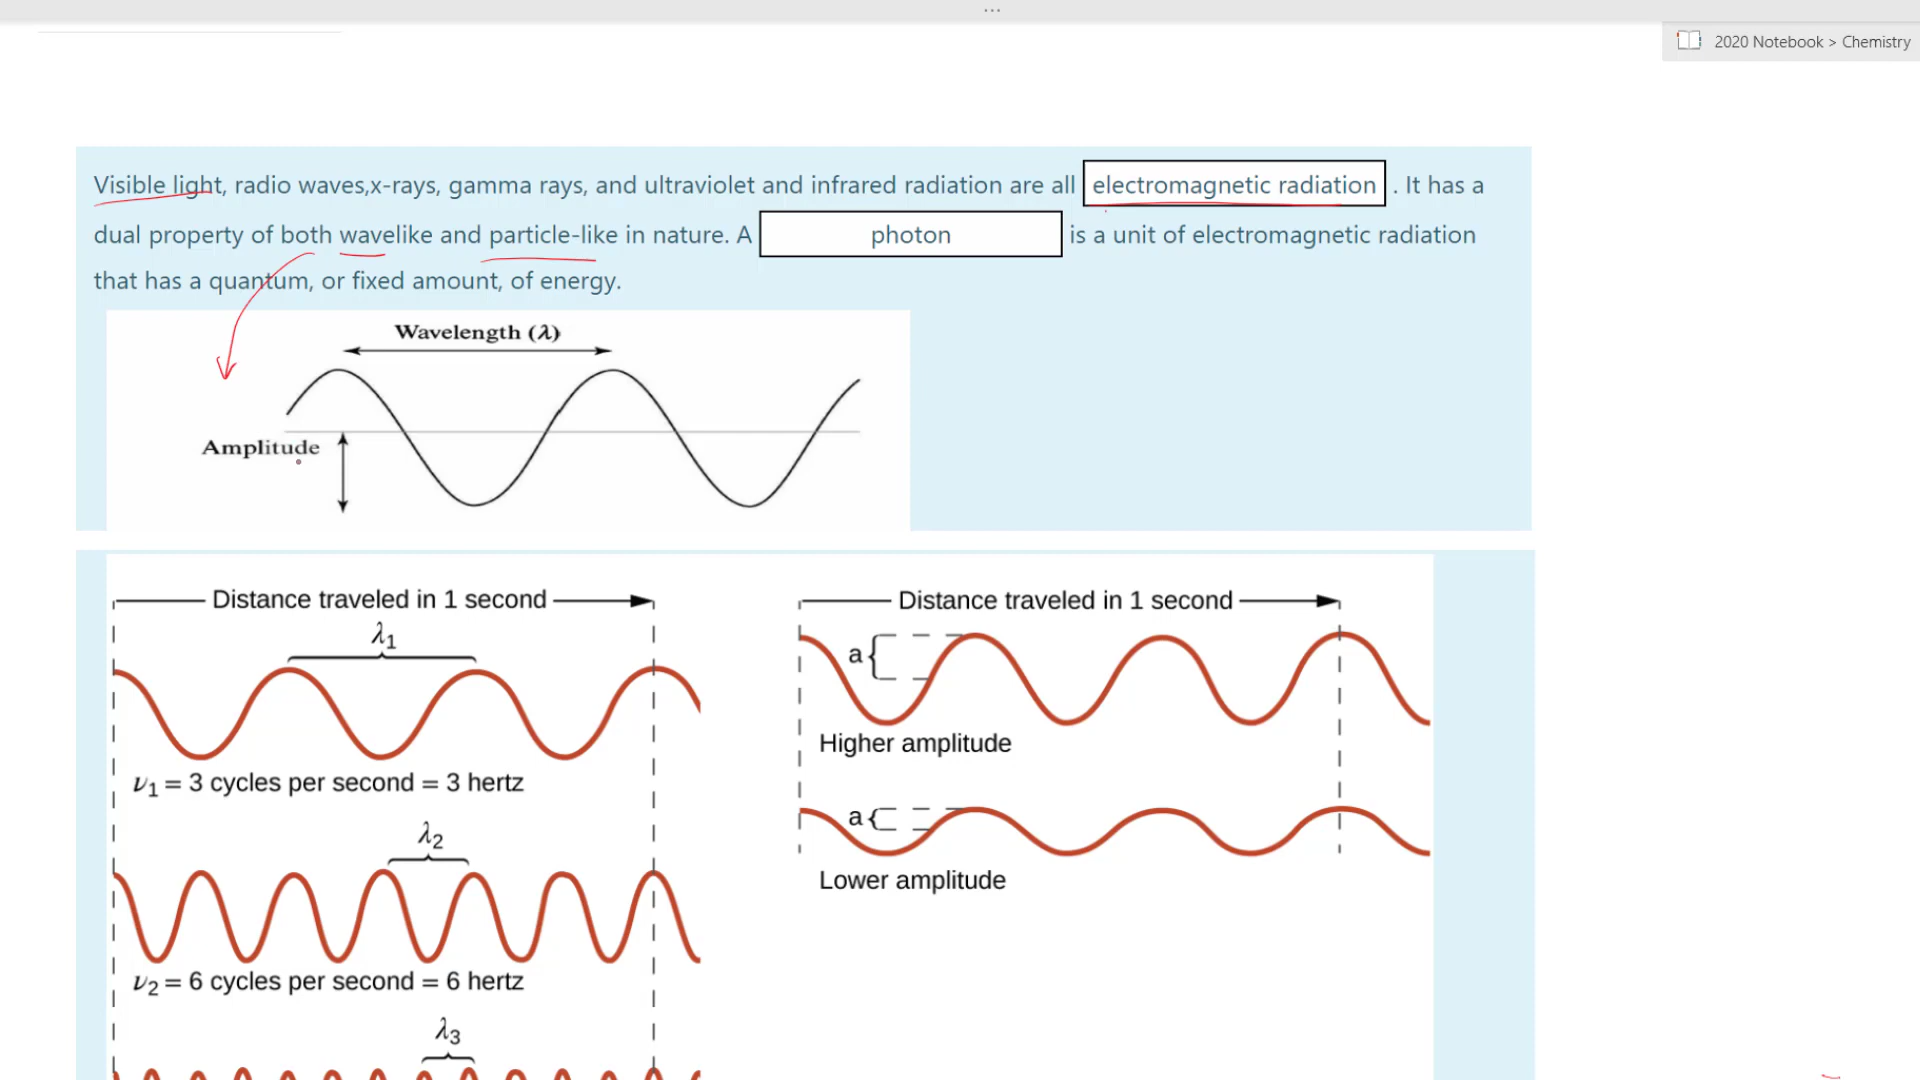 ...
2020 Notebook > Chemistry
Visible light, radio waves,x-rays, gamma rays, and ultraviolet and infrared radiation are all electromagnetic radiation . It has a
dual property of both wavelike and particle-like in nature. A photon is a unit of electromagnetic radiation
that has a quantum, or fixed amount, of energy.
Wavelength (λ)
Amplitude
Distance traveled in 1 second
λ1
ν1 = 3 cycles per second = 3 hertz
λ2
ν2 = 6 cycles per second = 6 hertz
λ3
Distance traveled in 1 second
a
Higher amplitude
a
Lower amplitude